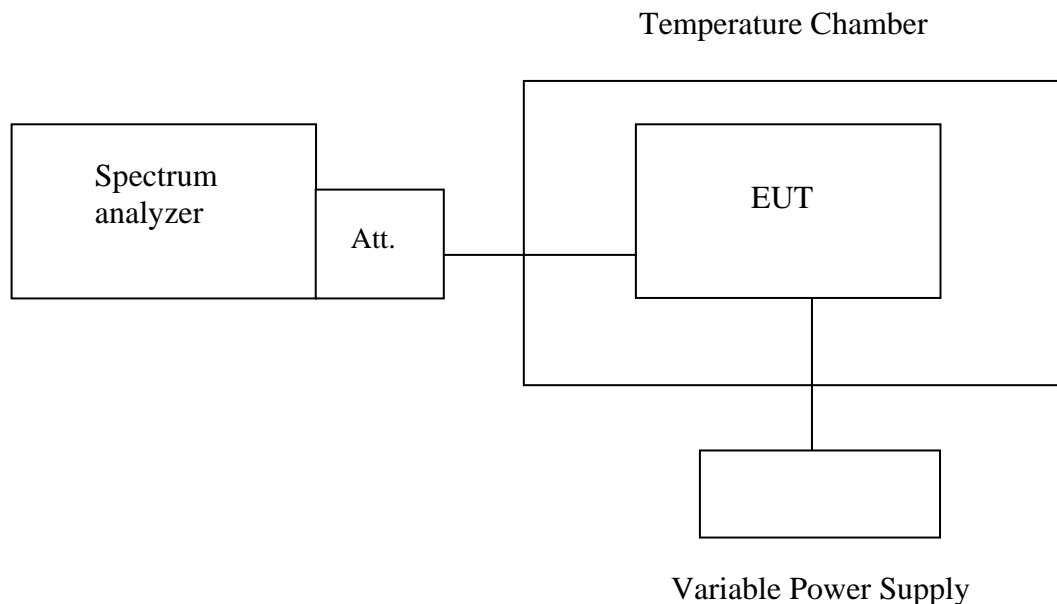 Temperature Chamber
Spectrum
analyzer
EUT
Att.
Variable Power Supply